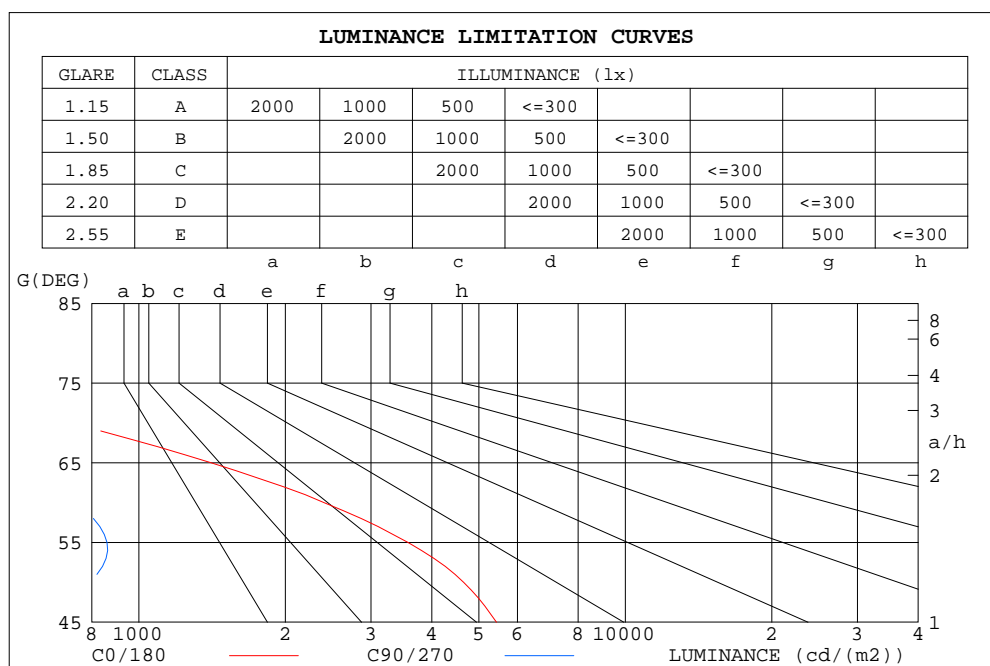 LUMINANCE LIMITATION CURVES
GLARE CLASS ILLUMINANCE (lx)
1.15 A 2000 1000 500 <=300
1.50 B 2000 1000 500 <=300
1.85 C 2000 1000 500 <=300
2.20 D 2000 1000 500 <=300
2.55 E 2000 1000 500 <=300
a b c d e f g h
G(DEG)
a b c d e f g h
85
8
6
75
4
3
a/h
65
2
55
45 1
8 1000 2 3 4 5 6 8 10000 2 3 4
C0/180 C90/270 LUMINANCE (cd/(m2))